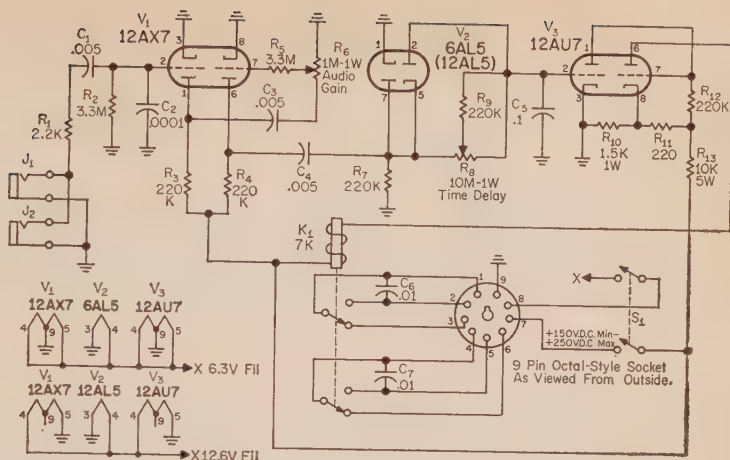 V1
12AX7
C1
.005
R1
2.2K
R2
3.3M
C2
.0001
J1
J2
3
8
2
7
1
6
R5
3.3M
R6
1M-1W
Audio
Gain
C3
.005
R3
220
K
R4
220
K
C4
.005
R7
220K
V2
6AL5
(12AL5)
1
2
7
5
R9
220K
R8
10M-1W
Time Delay
C5
.1
V3
12AU7
1
6
2
7
3
8
R12
220K
R10
1.5K
1W
R11
220
R13
10K
5W
K1
7K
C6
.01
C7
.01
1
9
2
8
3
7
4
5
6
X
S1
+150V.D.C. Min-
+250V.D.C. Max
9 Pin Octal-Style Socket
As Viewed From Outside.
V1
12AX7
V2
6AL5
V3
12AU7
4
5
9
3
4
4
5
9
X 6.3V Fil
V1
12AX7
V2
12AL5
V3
12AU7
4
5
9
3
4
4
5
9
X 12.6V Fil